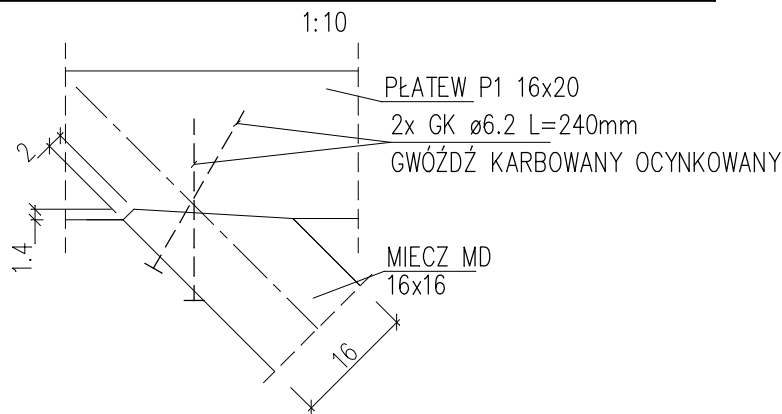 1:10
PŁATEW P1 16x20
2x GK ø6.2 L=240mm
GWÓŹDŹ KARBOWANY OCYNKOWANY
2
1.4
MIECZ MD
16x16
16